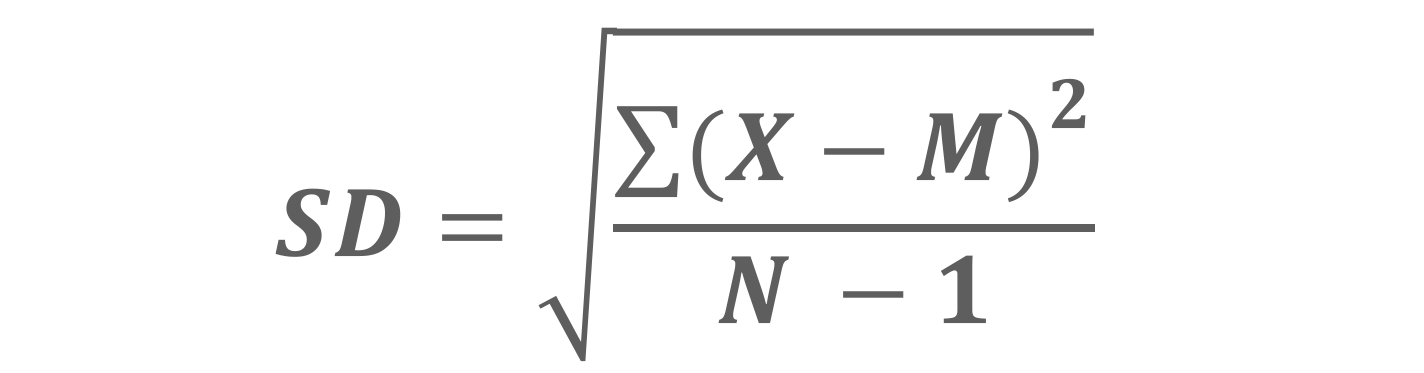 SD = √(∑(X − M)² / (N − 1))